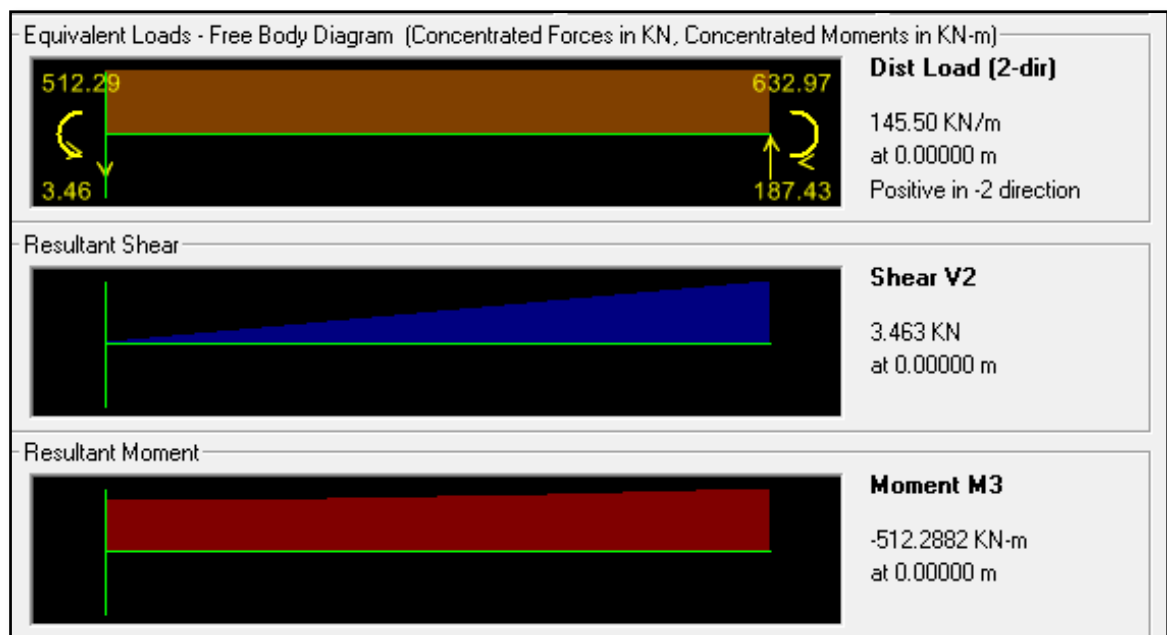 Equivalent Loads - Free Body Diagram (Concentrated Forces in KN, Concentrated Moments in KN-m)
512.29
632.97
3.46
187.43
Dist Load (2-dir)
145.50 KN/m
at 0.00000 m
Positive in -2 direction
Resultant Shear
Shear V2
3.463 KN
at 0.00000 m
Resultant Moment
Moment M3
-512.2882 KN-m
at 0.00000 m